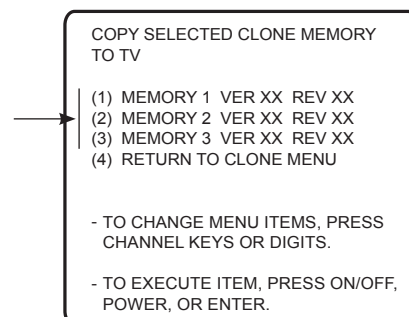 COPY SELECTED CLONE MEMORY
TO TV
(1) MEMORY 1 VER XX REV XX
(2) MEMORY 2 VER XX REV XX
(3) MEMORY 3 VER XX REV XX
(4) RETURN TO CLONE MENU
- TO CHANGE MENU ITEMS, PRESS
CHANNEL KEYS OR DIGITS.
- TO EXECUTE ITEM, PRESS ON/OFF,
POWER, OR ENTER.